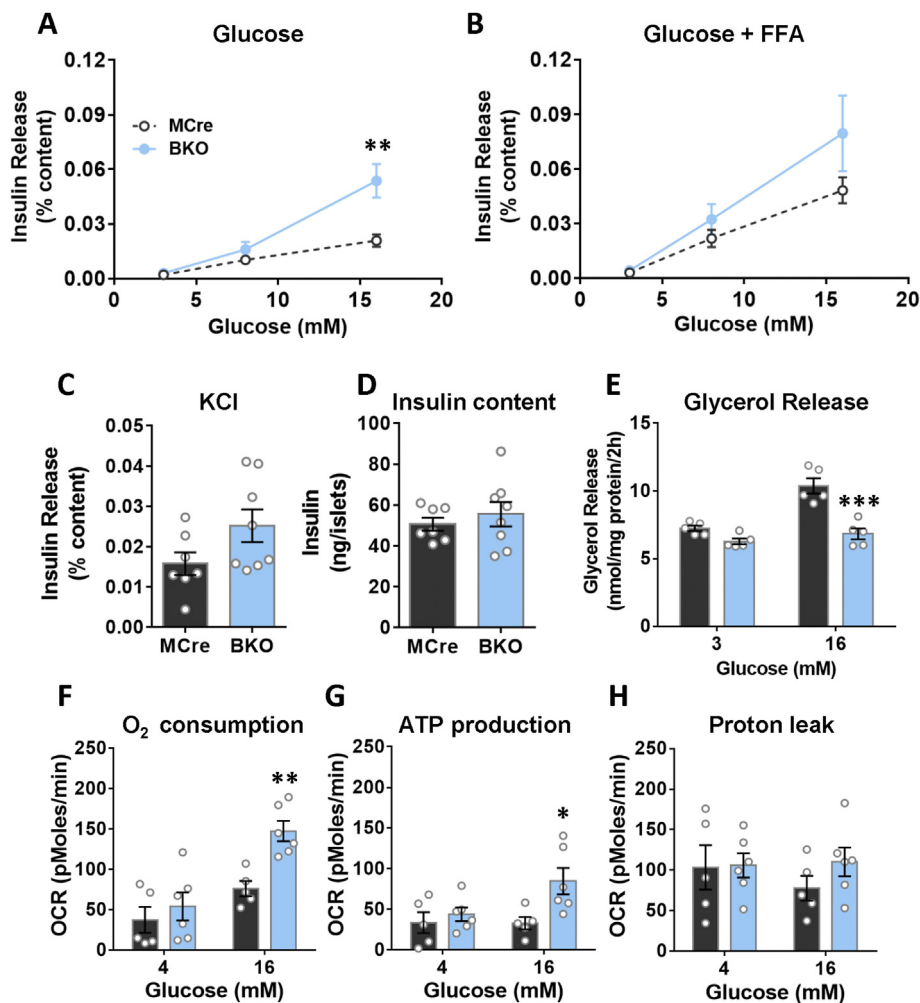 A
Glucose
Insulin Release
(% content)
0.12
0.09
0.06
0.03
0.00
MCre
BKO
**
0 5 10 15 20
Glucose (mM)
B
Glucose + FFA
Insulin Release
(% content)
0.12
0.09
0.06
0.03
0.00
0 5 10 15 20
Glucose (mM)
C
KCl
Insulin Release
(% content)
0.05
0.04
0.03
0.02
0.01
0.00
MCre BKO
D
Insulin content
Insulin
(ng/islets)
100
80
60
40
20
0
MCre BKO
E
Glycerol Release
Glycerol Release
(nmol/mg protein/2h)
15
10
5
0
***
3 16
Glucose (mM)
F
O2 consumption
OCR (pMoles/min)
250
200
150
100
50
0
**
4 16
Glucose (mM)
G
ATP production
OCR (pMoles/min)
250
200
150
100
50
0
*
4 16
Glucose (mM)
H
Proton leak
OCR (pMoles/min)
250
200
150
100
50
0
4 16
Glucose (mM)